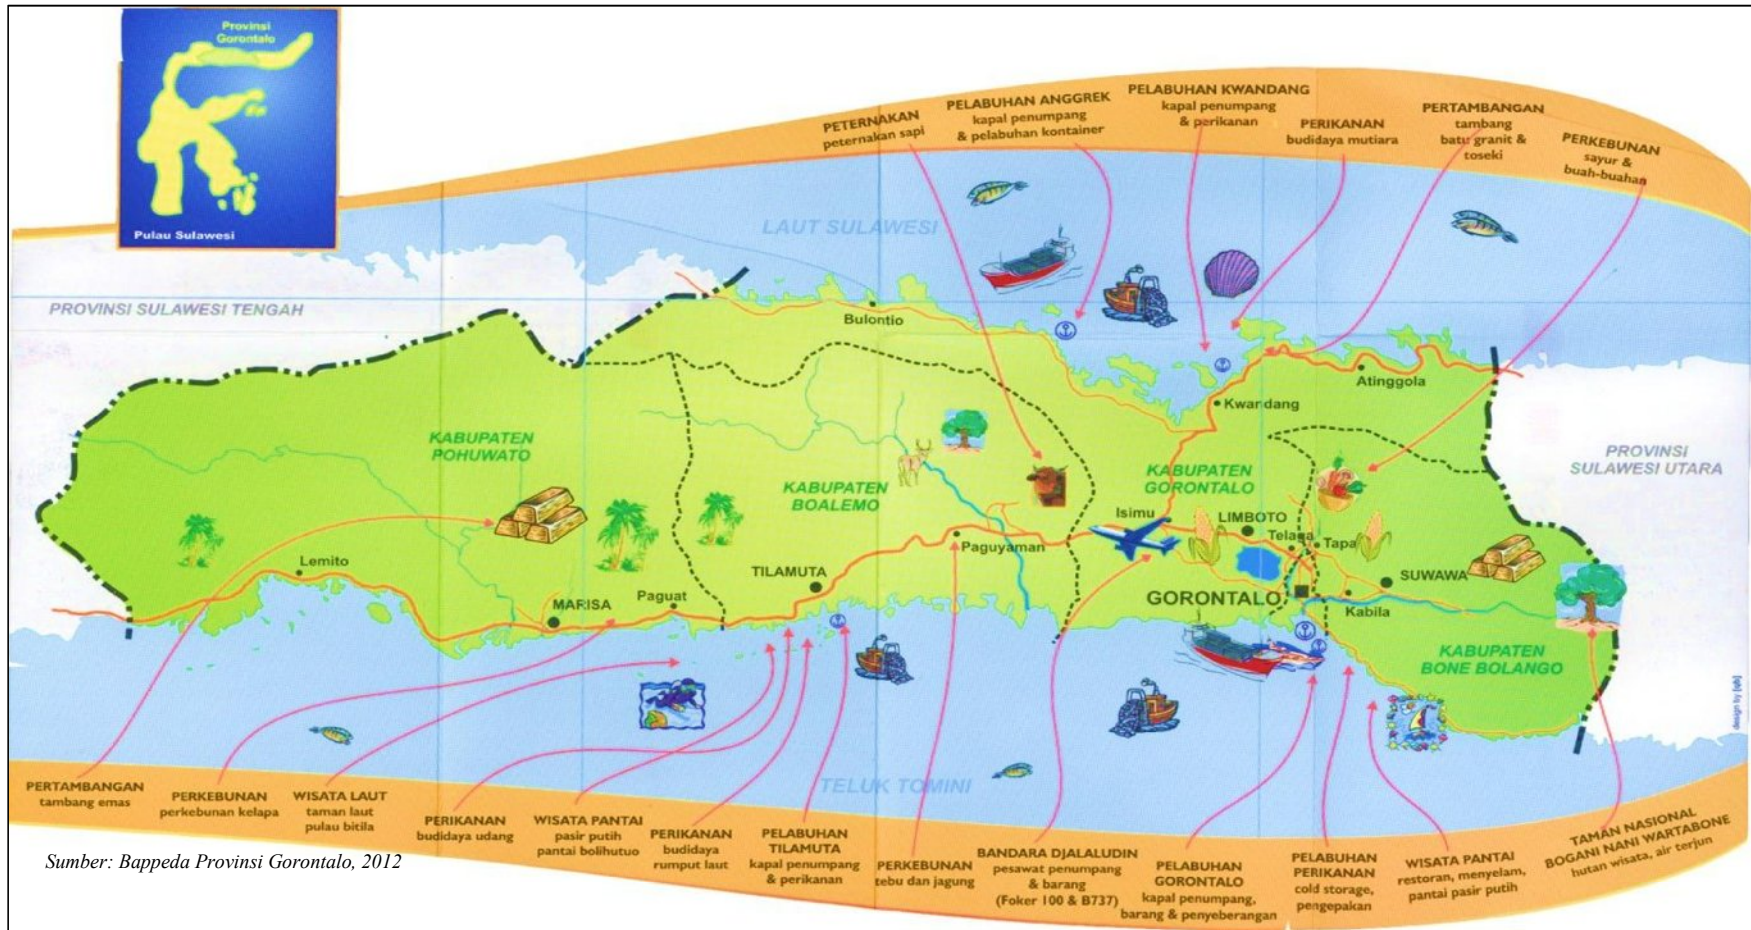 Provinsi
Gorontalo
Pulau Sulawesi
PETERNAKAN
peternakan sapi
PELABUHAN ANGGREK
kapal penumpang
& pelabuhan kontainer
PELABUHAN KWANDANG
kapal penumpang
& perikanan
PERIKANAN
budidaya mutiara
PERTAMBANGAN
tambang
batu granit &
toseki
PERKEBUNAN
sayur &
buah-buahan
LAUT SULAWESI
PROVINSI SULAWESI TENGAH
Bulontio
Atinggola
Kwandang
KABUPATEN
POHUWATO
KABUPATEN
BOALEMO
KABUPATEN
GORONTALO
PROVINSI
SULAWESI UTARA
Isimu
LIMBOTO
Telaga
Tapa
Paguyaman
Lemito
TILAMUTA
SUWAWA
MARISA
Paguat
GORONTALO
Kabila
KABUPATEN
BONE BOLANGO
TELUK TOMINI
design by [qb]
PERTAMBANGAN
tambang emas
PERKEBUNAN
perkebunan kelapa
WISATA LAUT
taman laut
pulau bitila
PERIKANAN
budidaya udang
WISATA PANTAI
pasir putih
pantai bolihutuo
PERIKANAN
budidaya
rumput laut
PELABUHAN
TILAMUTA
kapal penumpang
& perikanan
PERKEBUNAN
tebu dan jagung
BANDARA DJALALUDIN
pesawat penumpang
& barang
(Foker 100 & B737)
PELABUHAN
GORONTALO
kapal penumpang,
barang & penyeberangan
PELABUHAN
PERIKANAN
cold storage,
pengepakan
WISATA PANTAI
restoran, menyelam,
pantai pasir putih
TAMAN NASIONAL
BOGANI NANI WARTABONE
hutan wisata, air terjun
Sumber: Bappeda Provinsi Gorontalo, 2012